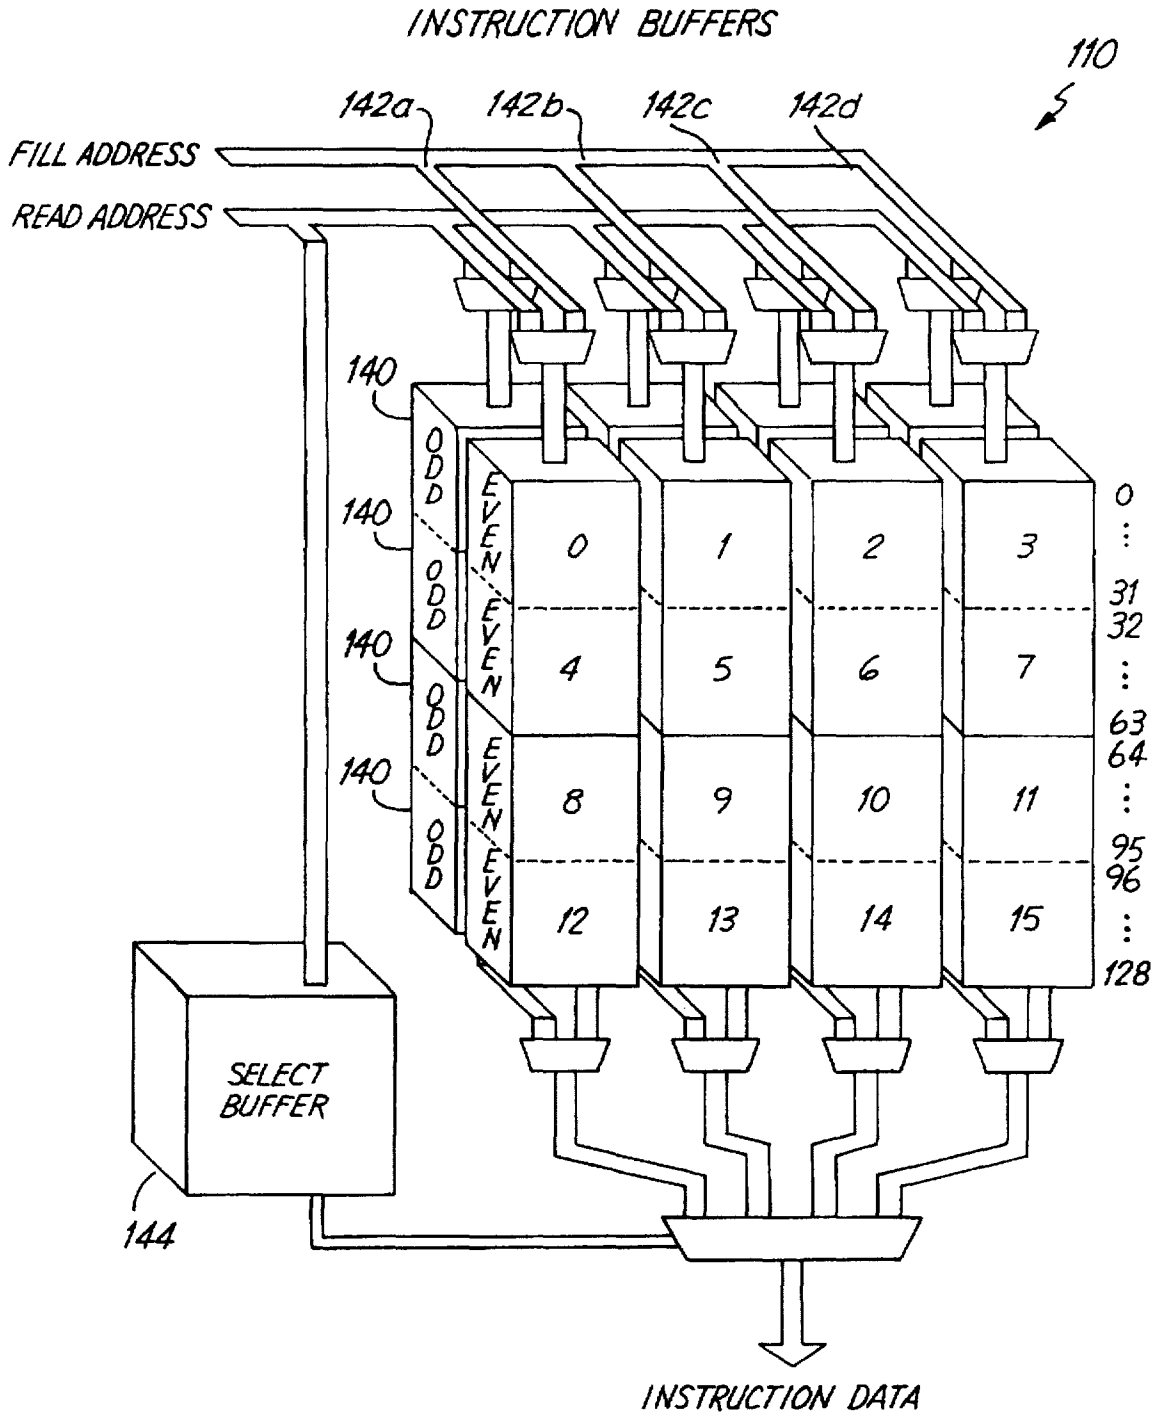 INSTRUCTION BUFFERS
110
142a 142b 142c 142d
FILL ADDRESS
READ ADDRESS
140
140
140
140
ODD
ODD
ODD
ODD
EVEN
EVEN
EVEN
EVEN
0 1 2 3
4 5 6 7
8 9 10 11
12 13 14 15
0
⋮
31
32
⋮
63
64
⋮
95
96
⋮
128
SELECT
BUFFER
144
INSTRUCTION DATA